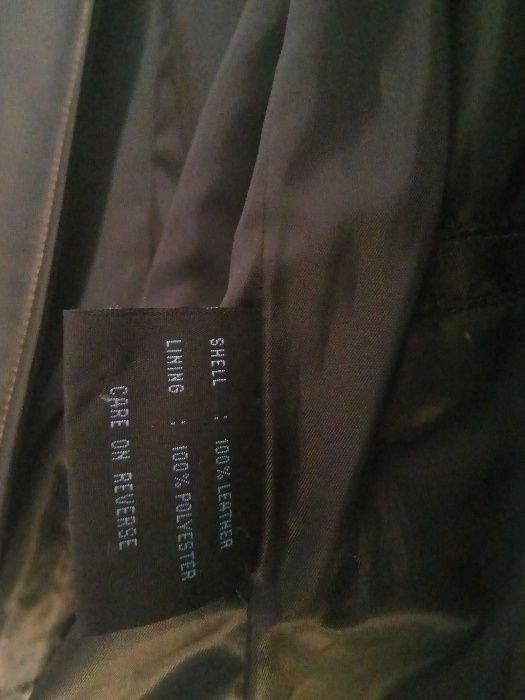 SHELL : 100% LEATHER
LINING : 100% POLYESTER
CARE ON REVERSE